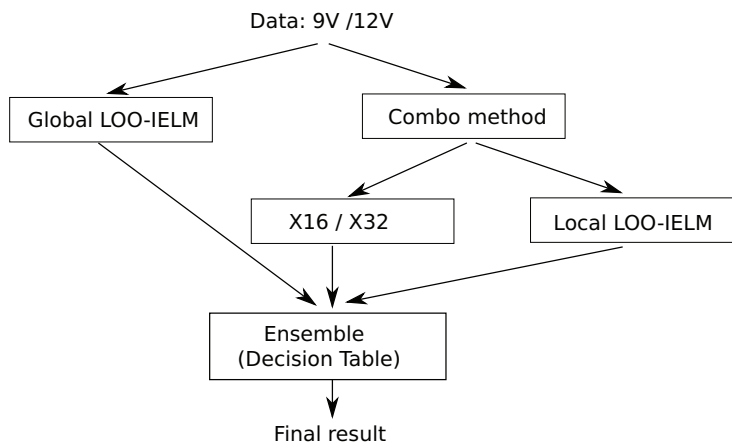 Data: 9V /12V
Global LOO-IELM
Combo method
X16 / X32
Local LOO-IELM
Ensemble
(Decision Table)
Final result